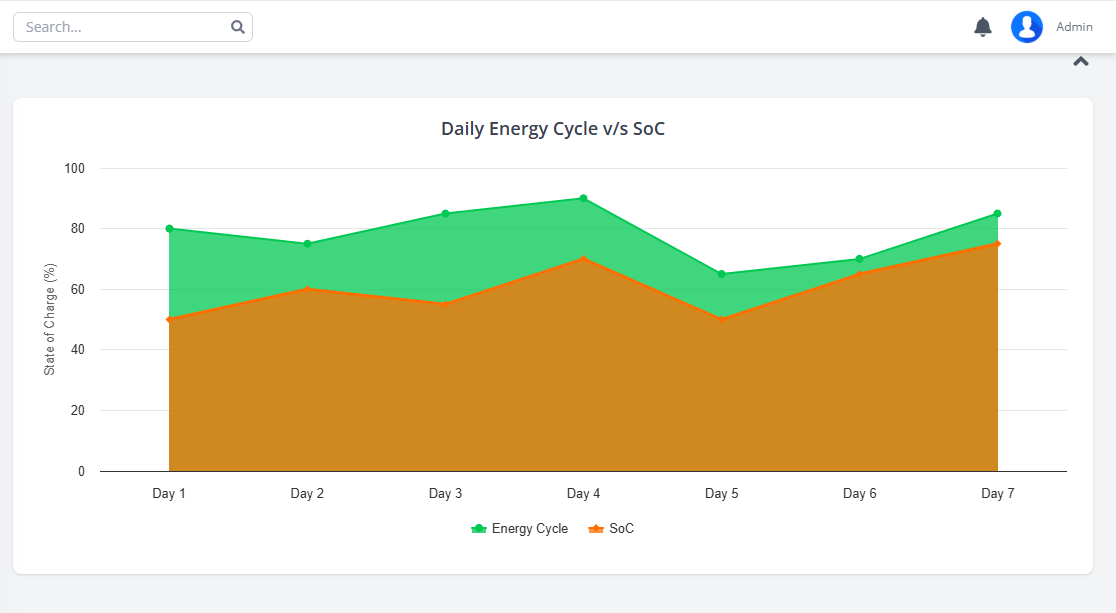 Search...
Admin
Daily Energy Cycle v/s SoC
100
80
60
40
20
0
State of Charge (%)
Day 1 Day 2 Day 3 Day 4 Day 5 Day 6 Day 7
Energy Cycle SoC